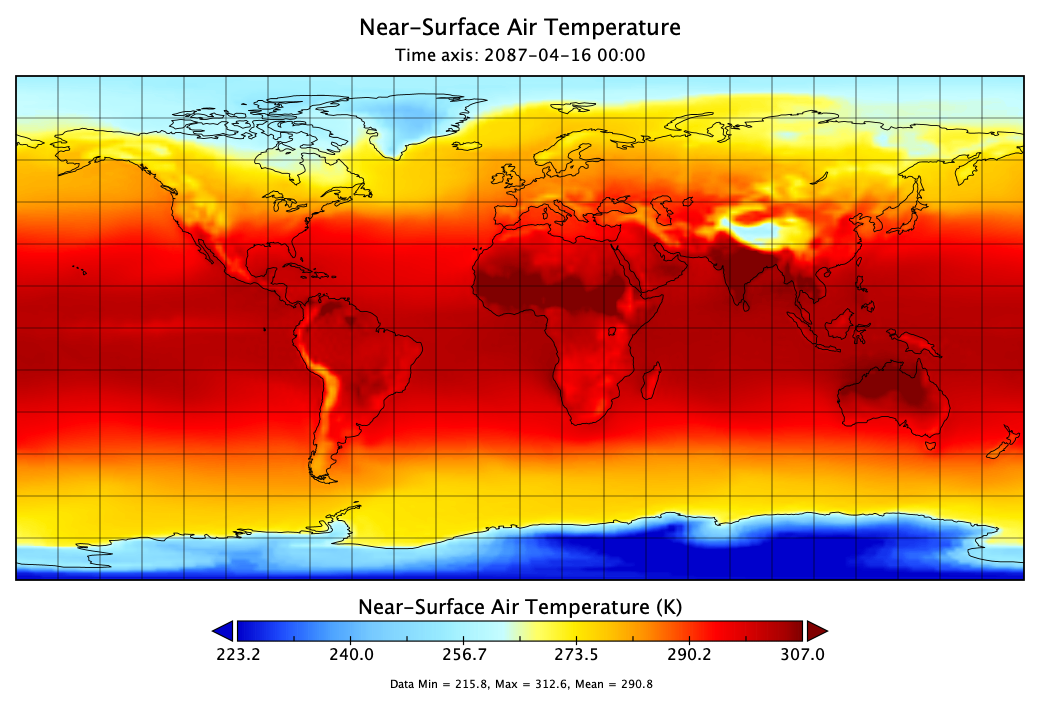 Near-Surface Air Temperature
Time axis: 2087-04-16 00:00
Near-Surface Air Temperature (K)
223.2 240.0 256.7 273.5 290.2 307.0
Data Min = 215.8, Max = 312.6, Mean = 290.8